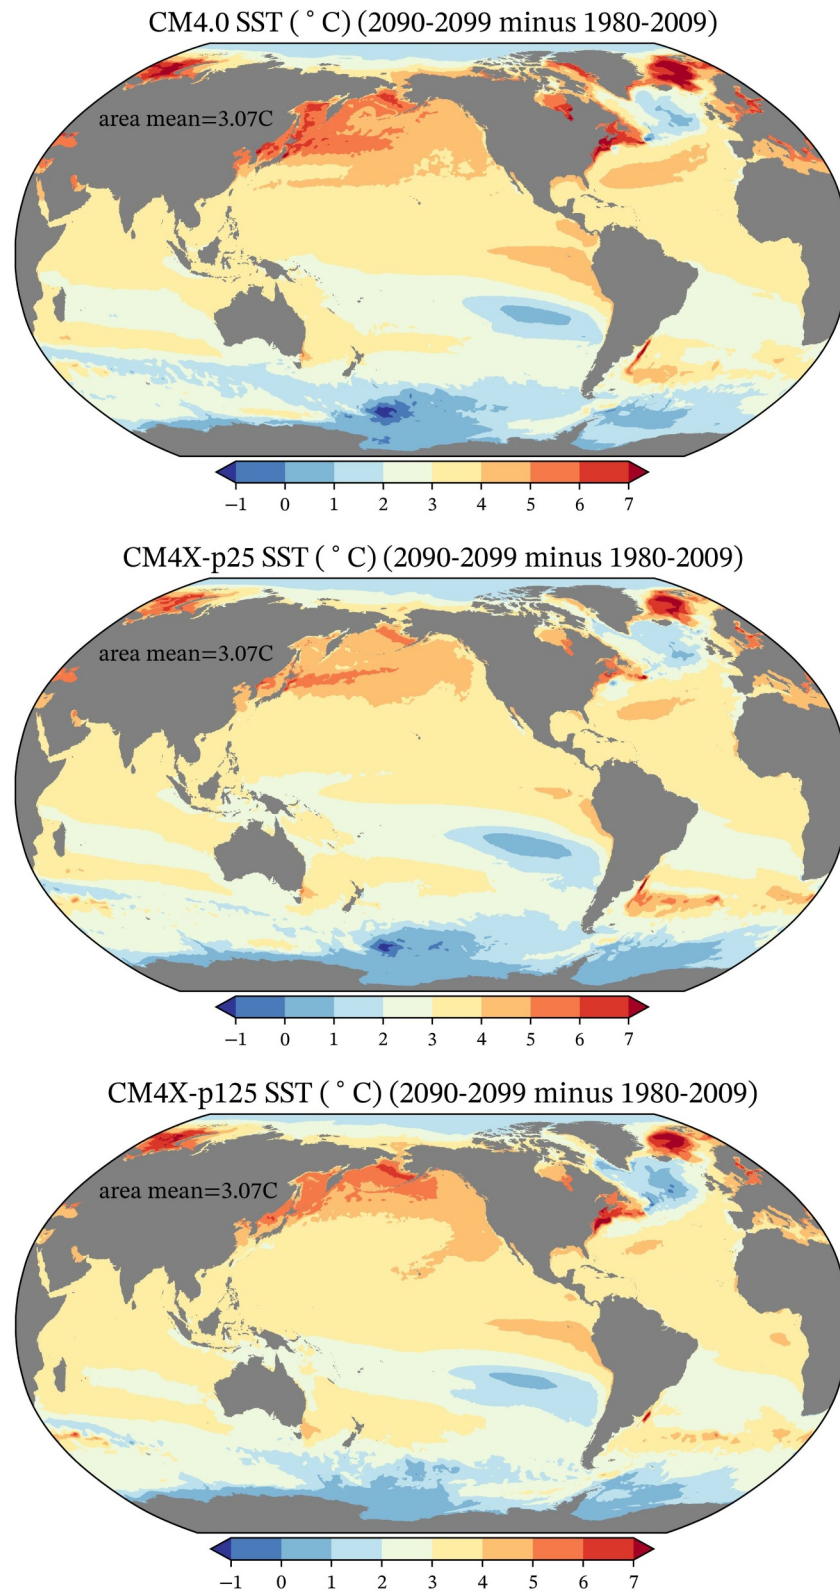 CM4.0 SST (°C) (2090-2099 minus 1980-2009)
area mean=3.07C
−1 0 1 2 3 4 5 6 7
CM4X-p25 SST (°C) (2090-2099 minus 1980-2009)
area mean=3.07C
−1 0 1 2 3 4 5 6 7
CM4X-p125 SST (°C) (2090-2099 minus 1980-2009)
area mean=3.07C
−1 0 1 2 3 4 5 6 7